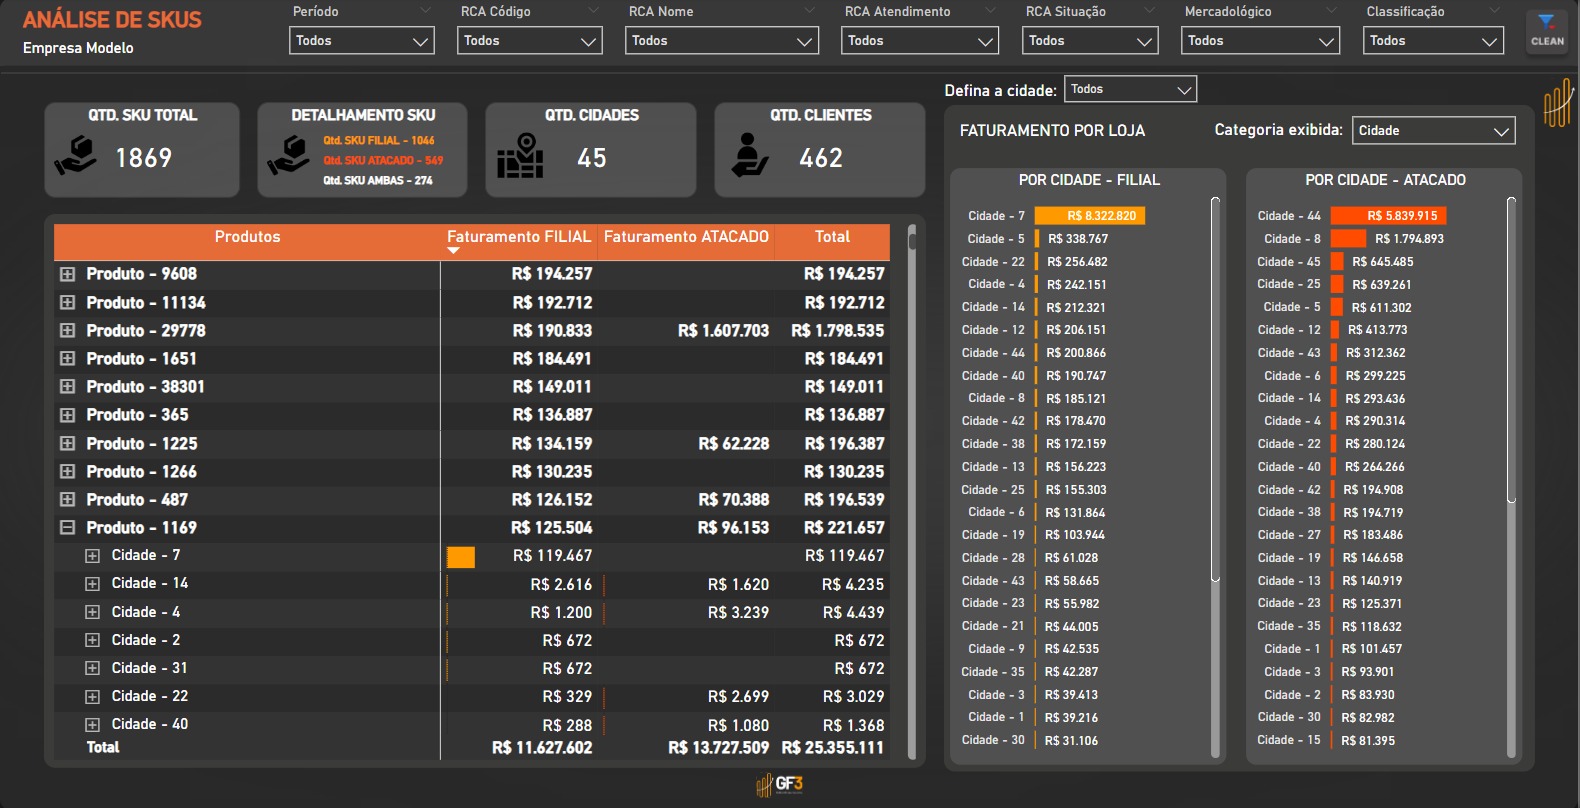 ANÁLISE DE SKUS
Empresa Modelo
Período
Todos
RCA Código
Todos
RCA Nome
Todos
RCA Atendimento
Todos
RCA Situação
Todos
Mercadológico
Todos
Classificação
Todos
CLEAN
QTD. SKU TOTAL
1869
DETALHAMENTO SKU
Qtd. SKU FILIAL - 1046
Qtd. SKU ATACADO - 549
Qtd. SKU AMBAS - 274
QTD. CIDADES
45
QTD. CLIENTES
462
Produtos Faturamento FILIAL Faturamento ATACADO Total
Produto - 9608 R$ 194.257 R$ 194.257
Produto - 11134 R$ 192.712 R$ 192.712
Produto - 29778 R$ 190.833 R$ 1.607.703 R$ 1.798.535
Produto - 1651 R$ 184.491 R$ 184.491
Produto - 38301 R$ 149.011 R$ 149.011
Produto - 365 R$ 136.887 R$ 136.887
Produto - 1225 R$ 134.159 R$ 62.228 R$ 196.387
Produto - 1266 R$ 130.235 R$ 130.235
Produto - 487 R$ 126.152 R$ 70.388 R$ 196.539
Produto - 1169 R$ 125.504 R$ 96.153 R$ 221.657
Cidade - 7 R$ 119.467 R$ 119.467
Cidade - 14 R$ 2.616 R$ 1.620 R$ 4.235
Cidade - 4 R$ 1.200 R$ 3.239 R$ 4.439
Cidade - 2 R$ 672 R$ 672
Cidade - 31 R$ 672 R$ 672
Cidade - 22 R$ 329 R$ 2.699 R$ 3.029
Cidade - 40 R$ 288 R$ 1.080 R$ 1.368
Total R$ 11.627.602 R$ 13.727.509 R$ 25.355.111
Defina a cidade: Todos
FATURAMENTO POR LOJA
Categoria exibida: Cidade
POR CIDADE - FILIAL
Cidade - 7 R$ 8.322.820
Cidade - 5 R$ 338.767
Cidade - 22 R$ 256.482
Cidade - 4 R$ 242.151
Cidade - 14 R$ 212.321
Cidade - 12 R$ 206.151
Cidade - 44 R$ 200.866
Cidade - 40 R$ 190.747
Cidade - 8 R$ 185.121
Cidade - 42 R$ 178.470
Cidade - 38 R$ 172.159
Cidade - 13 R$ 156.223
Cidade - 25 R$ 155.303
Cidade - 6 R$ 131.864
Cidade - 19 R$ 103.944
Cidade - 28 R$ 61.028
Cidade - 43 R$ 58.665
Cidade - 23 R$ 55.982
Cidade - 21 R$ 44.005
Cidade - 9 R$ 42.535
Cidade - 35 R$ 42.287
Cidade - 3 R$ 39.413
Cidade - 1 R$ 39.216
Cidade - 30 R$ 31.106
POR CIDADE - ATACADO
Cidade - 44 R$ 5.839.915
Cidade - 8 R$ 1.794.893
Cidade - 45 R$ 645.485
Cidade - 25 R$ 639.261
Cidade - 5 R$ 611.302
Cidade - 12 R$ 413.773
Cidade - 43 R$ 312.362
Cidade - 6 R$ 299.225
Cidade - 14 R$ 293.436
Cidade - 4 R$ 290.314
Cidade - 22 R$ 280.124
Cidade - 40 R$ 264.266
Cidade - 42 R$ 194.908
Cidade - 38 R$ 194.719
Cidade - 27 R$ 183.486
Cidade - 19 R$ 146.658
Cidade - 13 R$ 140.919
Cidade - 23 R$ 125.371
Cidade - 35 R$ 118.632
Cidade - 1 R$ 101.457
Cidade - 3 R$ 93.901
Cidade - 2 R$ 83.930
Cidade - 30 R$ 82.982
Cidade - 15 R$ 81.395
GF3